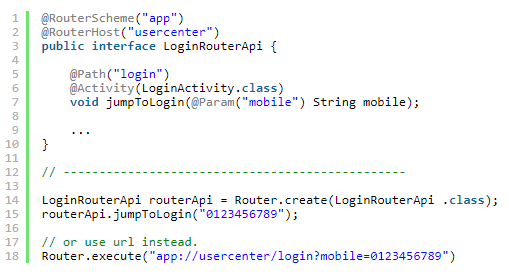 1 @RouterScheme("app")
2 @RouterHost("usercenter")
3 public interface LoginRouterApi {
4
5     @Path("login")
6     @Activity(LoginActivity.class)
7     void jumpToLogin(@Param("mobile") String mobile);
8
9     ...
10 }
11
12 // ------------------------------------------------
13
14 LoginRouterApi routerApi = Router.create(LoginRouterApi .class);
15 routerApi.jumpToLogin("0123456789");
16
17 // or use url instead.
18 Router.execute("app://usercenter/login?mobile=0123456789")